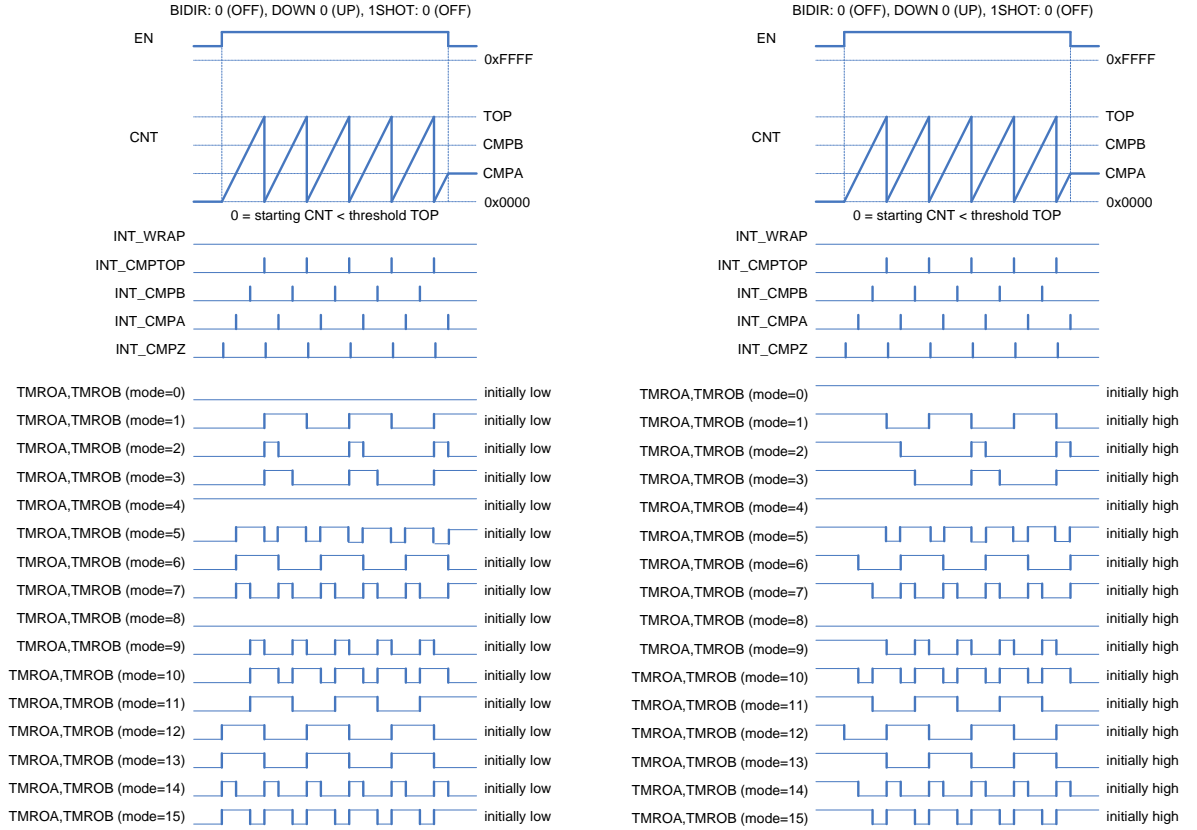 BIDIR: 0 (OFF), DOWN 0 (UP), 1SHOT: 0 (OFF)
EN
0xFFFF
TOP
CNT
CMPB
CMPA
0x0000
0 = starting CNT < threshold TOP
INT_WRAP
INT_CMPTOP
INT_CMPB
INT_CMPA
INT_CMPZ
TMROA,TMROB (mode=0) initially low
TMROA,TMROB (mode=1) initially low
TMROA,TMROB (mode=2) initially low
TMROA,TMROB (mode=3) initially low
TMROA,TMROB (mode=4) initially low
TMROA,TMROB (mode=5) initially low
TMROA,TMROB (mode=6) initially low
TMROA,TMROB (mode=7) initially low
TMROA,TMROB (mode=8) initially low
TMROA,TMROB (mode=9) initially low
TMROA,TMROB (mode=10) initially low
TMROA,TMROB (mode=11) initially low
TMROA,TMROB (mode=12) initially low
TMROA,TMROB (mode=13) initially low
TMROA,TMROB (mode=14) initially low
TMROA,TMROB (mode=15) initially low
BIDIR: 0 (OFF), DOWN 0 (UP), 1SHOT: 0 (OFF)
EN
0xFFFF
TOP
CNT
CMPB
CMPA
0x0000
0 = starting CNT < threshold TOP
INT_WRAP
INT_CMPTOP
INT_CMPB
INT_CMPA
INT_CMPZ
TMROA,TMROB (mode=0) initially high
TMROA,TMROB (mode=1) initially high
TMROA,TMROB (mode=2) initially high
TMROA,TMROB (mode=3) initially high
TMROA,TMROB (mode=4) initially high
TMROA,TMROB (mode=5) initially high
TMROA,TMROB (mode=6) initially high
TMROA,TMROB (mode=7) initially high
TMROA,TMROB (mode=8) initially high
TMROA,TMROB (mode=9) initially high
TMROA,TMROB (mode=10) initially high
TMROA,TMROB (mode=11) initially high
TMROA,TMROB (mode=12) initially high
TMROA,TMROB (mode=13) initially high
TMROA,TMROB (mode=14) initially high
TMROA,TMROB (mode=15) initially high